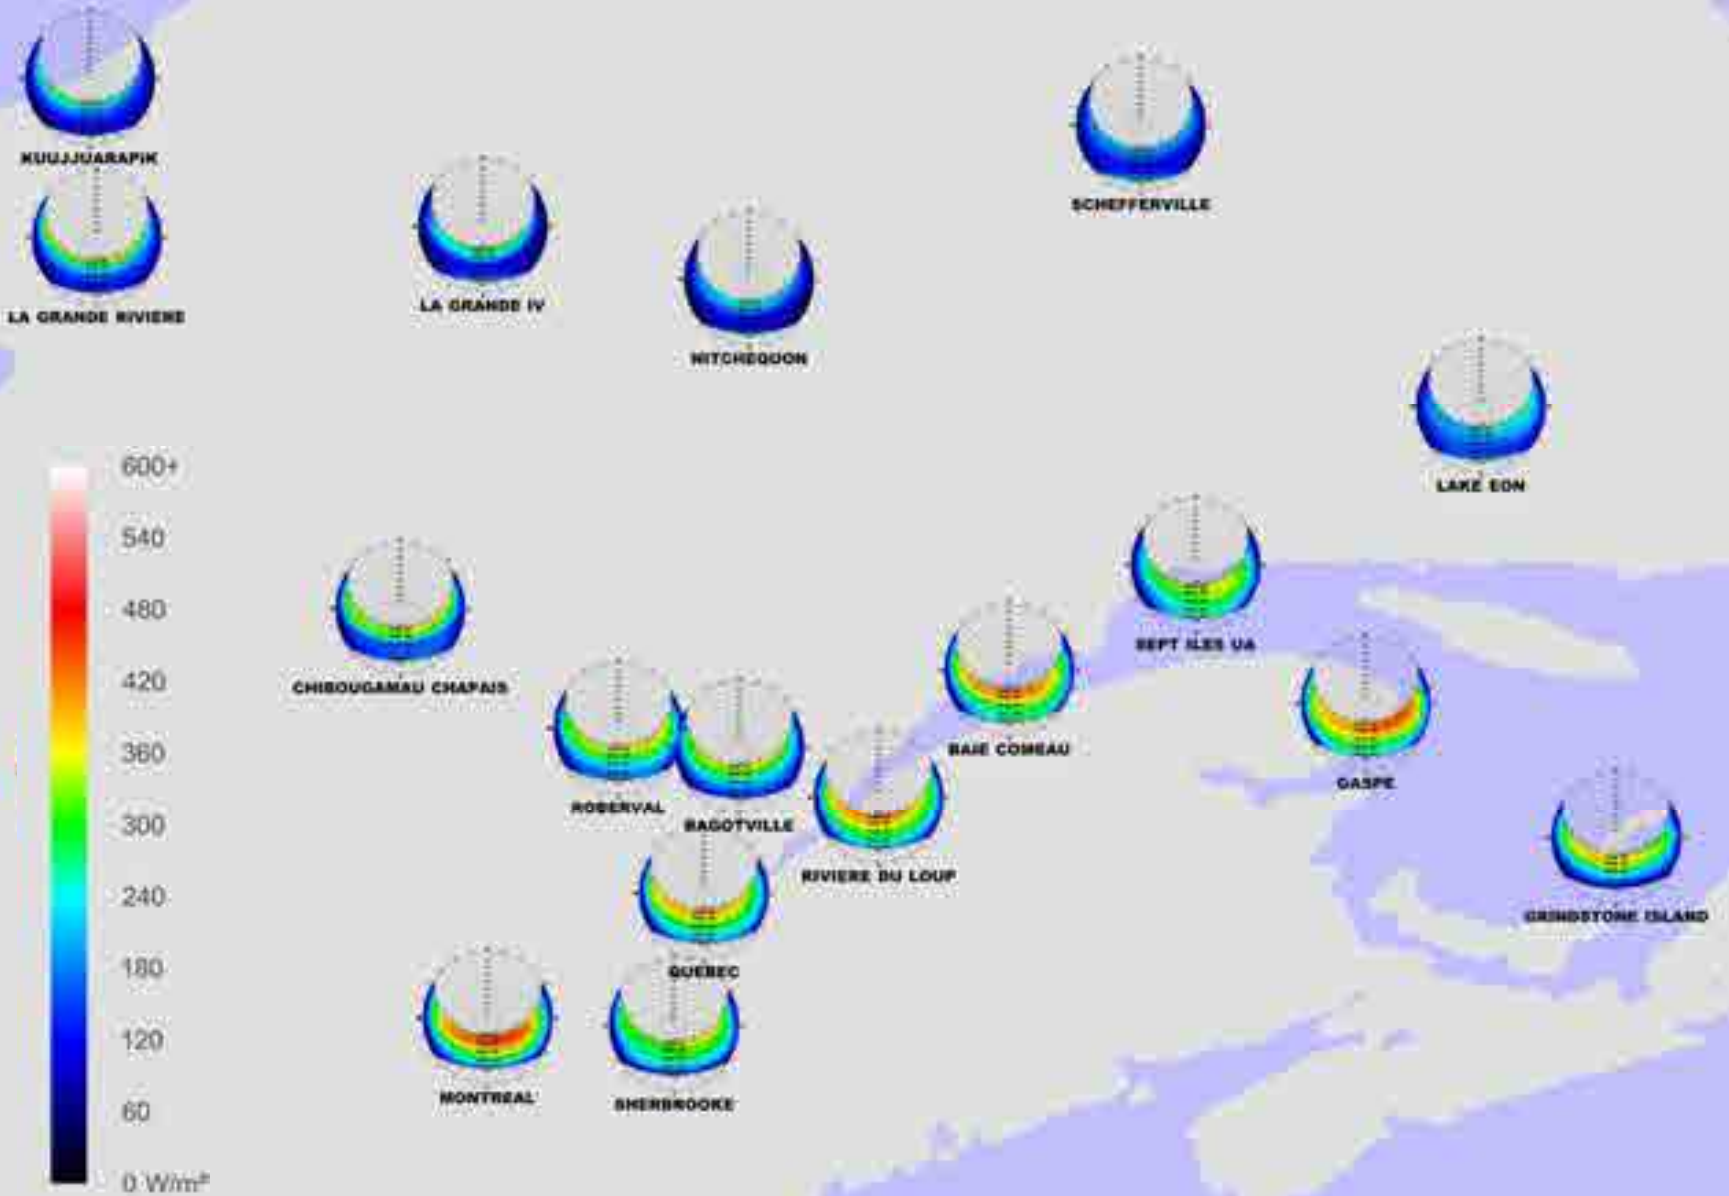 KUUJJUARAPIK
SCHEFFERVILLE
LA GRANDE IV
LA GRANDE RIVIERE
NITCHEQUON
LAKE EON
600+
540
480
420
360
300
240
180
120
60
0 W/m²
SEPT ILES UA
CHIBOUGAMAU CHAPAIS
BAIE COMEAU
GASPE
ROBERVAL
BAGOTVILLE
RIVIERE DU LOUP
GRINDSTONE ISLAND
QUEBEC
MONTREAL
SHERBROOKE